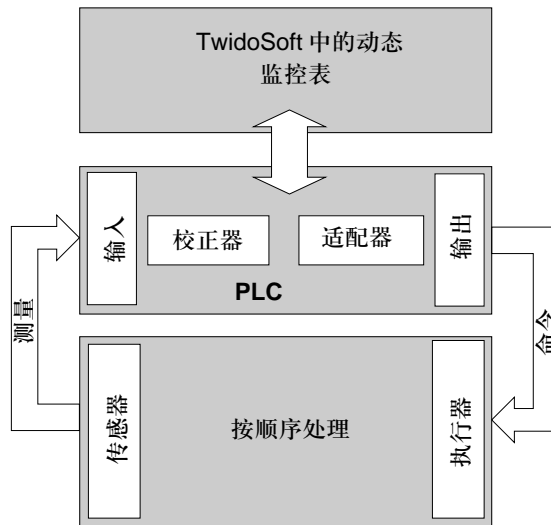 TwidoSoft 中的动态
监控表
输入
校正器
适配器
输出
PLC
测量
命令
传感器
按顺序处理
执行器